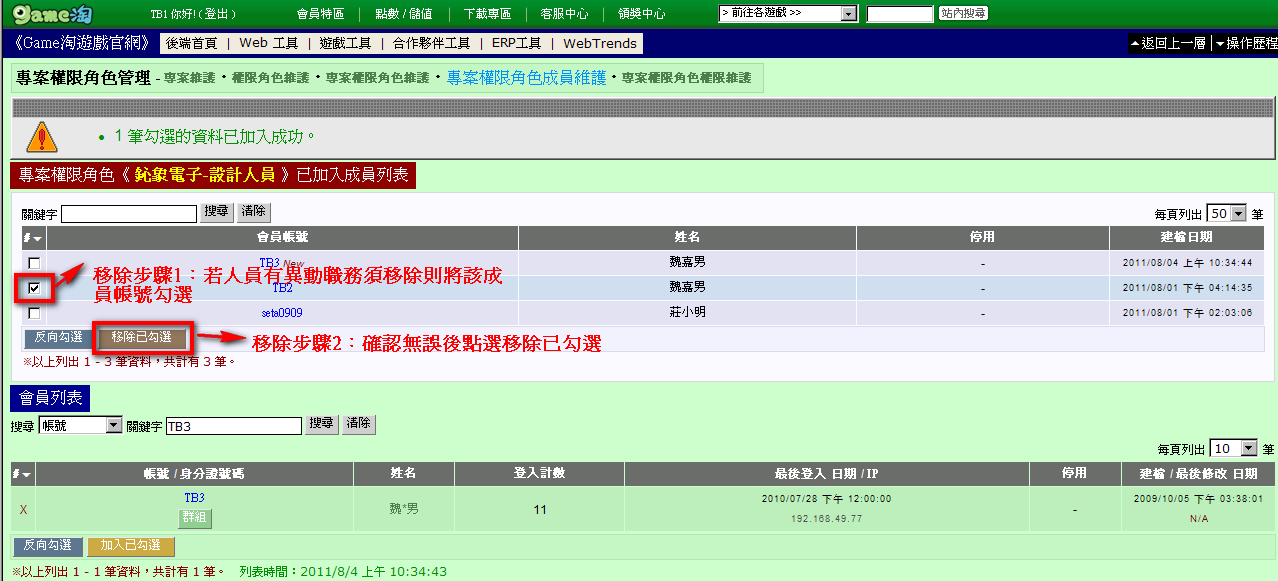 game淘 TB1 你好! ( 登出 ) 會員特區 | 點數 / 儲值 | 下載專區 | 客服中心 | 領獎中心 > 前往各遊戲 >> 站內搜尋
《Game淘遊戲官網》 後端首頁 | Web 工具 | 遊戲工具 | 合作夥伴工具 | ERP工具 | WebTrends 返回上一層 | 操作歷程
專案權限角色管理 - 專案維護・權限角色維護・專案權限角色維護・專案權限角色成員維護・專案權限角色權限維護
• 1 筆勾選的資料已加入成功。
專案權限角色《 鈊象電子-設計人員 》已加入成員列表
關鍵字 搜尋 清除 每頁列出 50 筆
# 會員帳號 姓名 停用 建檔日期
TB3 New 魏嘉男 - 2011/08/04 上午 10:34:44
移除步驟1：若人員有異動職務須移除則將該成
員帳號勾選
TB2 魏嘉男 - 2011/08/01 下午 04:14:35
seta0909 莊小明 - 2011/08/01 下午 02:03:06
反向勾選 移除已勾選 移除步驟2：確認無誤後點選移除已勾選
※以上列出 1 - 3 筆資料，共計有 3 筆。
會員列表
搜尋 帳號 關鍵字 TB3 搜尋 清除
每頁列出 10 筆
# 帳號 / 身分證號碼 姓名 登入計數 最後登入 日期 / IP 停用 建檔 / 最後修改 日期
X TB3 魏*男 11 2010/07/28 下午 12:00:00 - 2009/10/05 下午 03:38:01
群組 192.168.49.77 N/A
反向勾選 加入已勾選
※以上列出 1 - 1 筆資料，共計有 1 筆。 列表時間：2011/8/4 上午 10:34:43